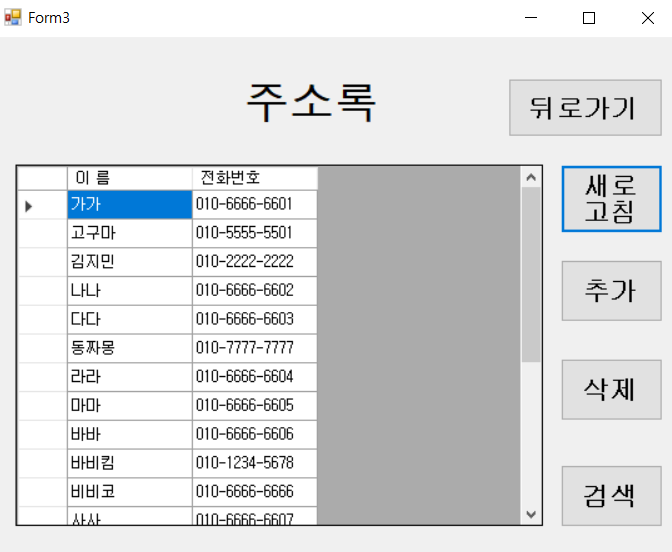 Form3
주소록
뒤로가기
이 름 전화번호
가가 010-6666-6601
고구마 010-5555-5501
김지민 010-2222-2222
나나 010-6666-6602
다다 010-6666-6603
동짜몽 010-7777-7777
라라 010-6666-6604
마마 010-6666-6605
바바 010-6666-6606
바비킴 010-1234-5678
비비코 010-6666-6666
사사 010-6666-6607
새로
고침
추가
삭제
검색